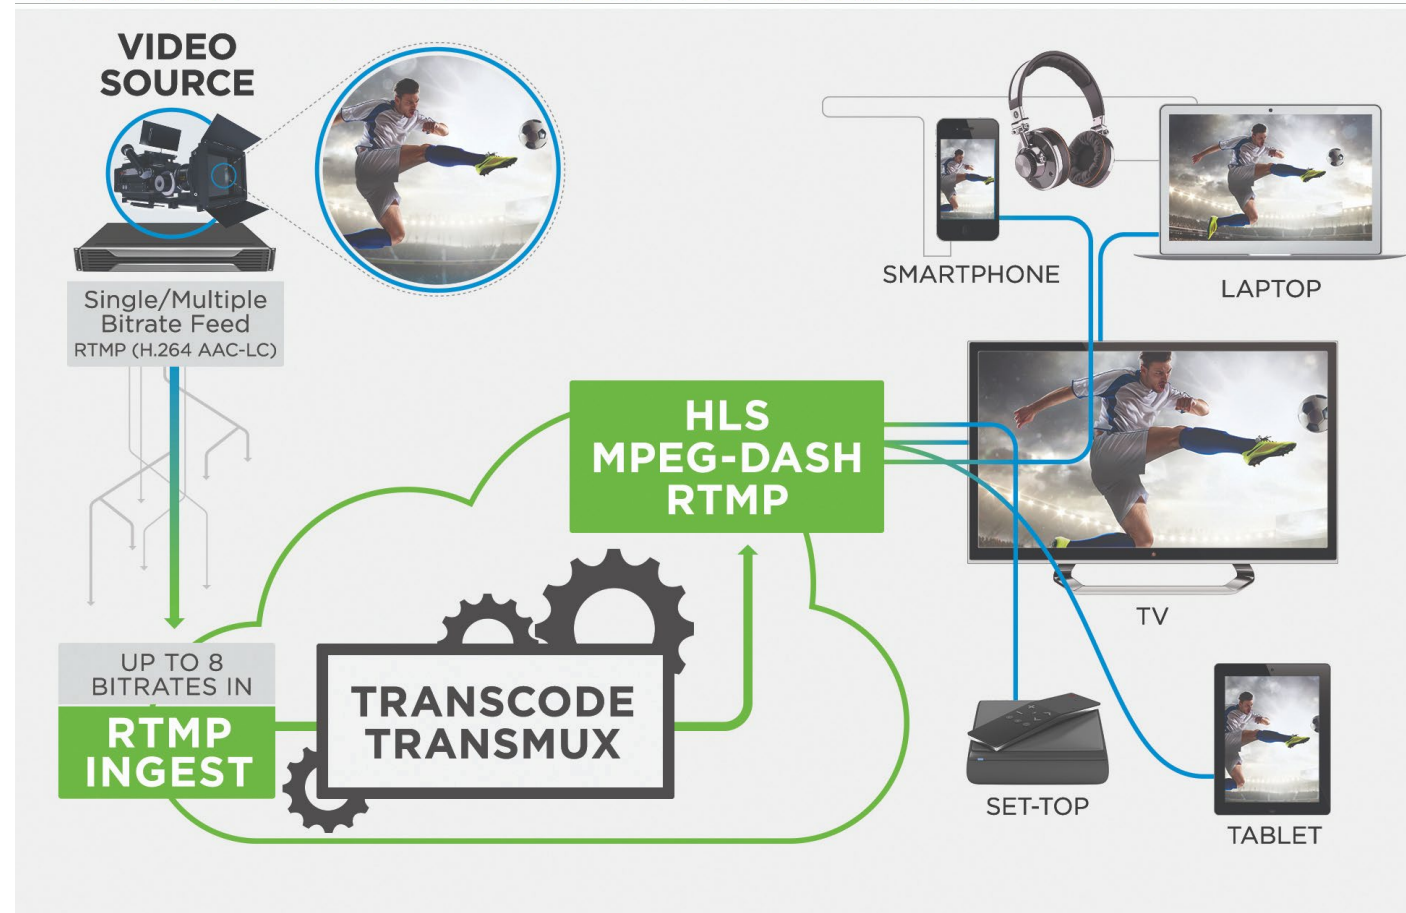 VIDEO
SOURCE
Single/Multiple
Bitrate Feed
RTMP (H.264 AAC-LC)
UP TO 8
BITRATES IN
RTMP
INGEST
TRANSCODE
TRANSMUX
HLS
MPEG-DASH
RTMP
SMARTPHONE
LAPTOP
TV
SET-TOP
TABLET